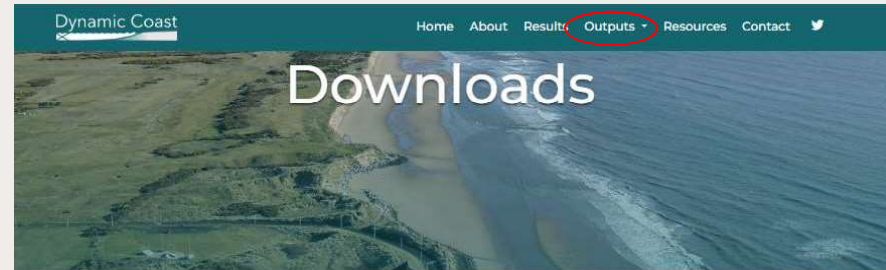 Dynamic Coast
Home About Results Outputs Resources Contact
Downloads